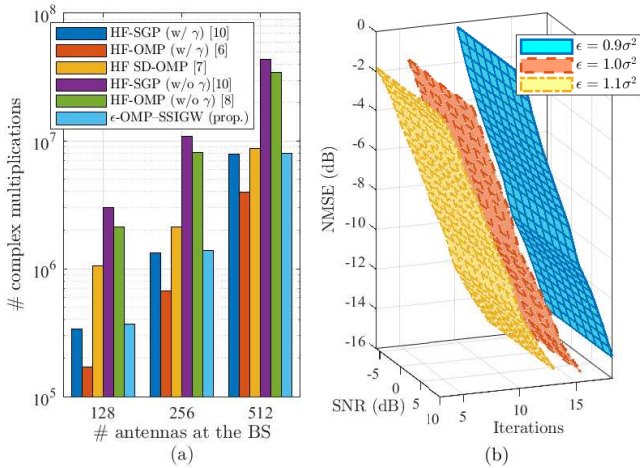 10^8
10^7
10^6
10^5
# complex multiplications
HF-SGP (w/ γ) [10]
HF-OMP (w/ γ) [6]
HF SD-OMP [7]
HF-SGP (w/o γ)[10]
HF-OMP (w/o γ) [8]
ϵ-OMP–SSIGW (prop.)
128
256
512
# antennas at the BS
(a)
ϵ = 0.9σ²
ϵ = 1.0σ²
ϵ = 1.1σ²
NMSE (dB)
0
-2
-4
-6
-8
-10
-12
-14
-16
-5
0
5
10
SNR (dB)
5
10
15
Iterations
(b)